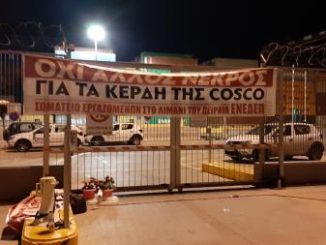 ΟΧΙ ΑΛΛΟΣ ΝΕΚΡΟΣ
ΓΙΑ ΤΑ ΚΕΡΔΗ ΤΗΣ COSCO
ΣΩΜΑΤΕΙΟ ΕΡΓΑΖΟΜΕΝΩΝ ΣΤΟ ΛΙΜΑΝΙ ΤΟΥ ΠΕΙΡΑΙΑ ΕΝΕΔΕΠ